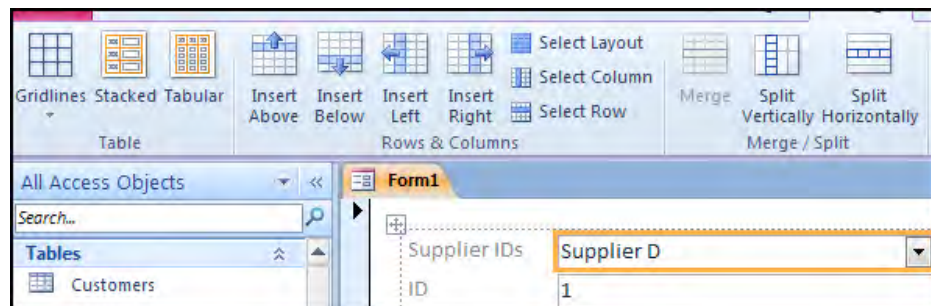 Gridlines Stacked Tabular
Table
Insert Above
Insert Below
Insert Left
Insert Right
Select Layout
Select Column
Select Row
Rows & Columns
Merge
Split Vertically
Split Horizontally
Merge / Split
All Access Objects
Form1
Search...
Tables
Customers
Supplier IDs Supplier D
ID 1